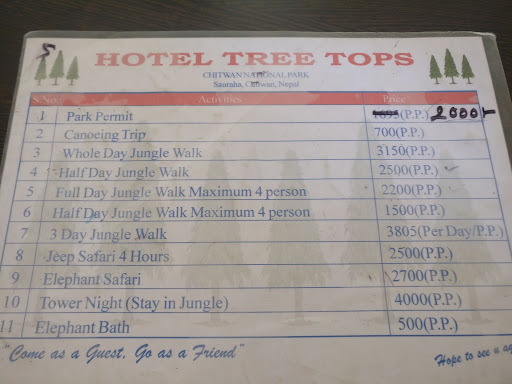 5
HOTEL TREE TOPS
CHITWAN NATIONAL PARK
Sauraha, Chitwan, Nepal
S.No. Activities Price
1 Park Permit 1695(P.P.) 2000/-
2 Canoeing Trip 700(P.P.)
3 Whole Day Jungle Walk 3150(P.P.)
4 Half Day Jungle Walk 2500(P.P.)
5 Full Day Jungle Walk Maximum 4 person 2200(P.P.)
6 Half Day Jungle Walk Maximum 4 person 1500(P.P.)
7 3 Day Jungle Walk 3805(Per Day/P.P.)
8 Jeep Safari 4 Hours 2500(P.P.)
9 Elephant Safari 2700(P.P.)
10 Tower Night (Stay in Jungle) 4000(P.P.)
11 Elephant Bath 500(P.P.)
"Come as a Guest, Go as a Friend" Hope to see u ag